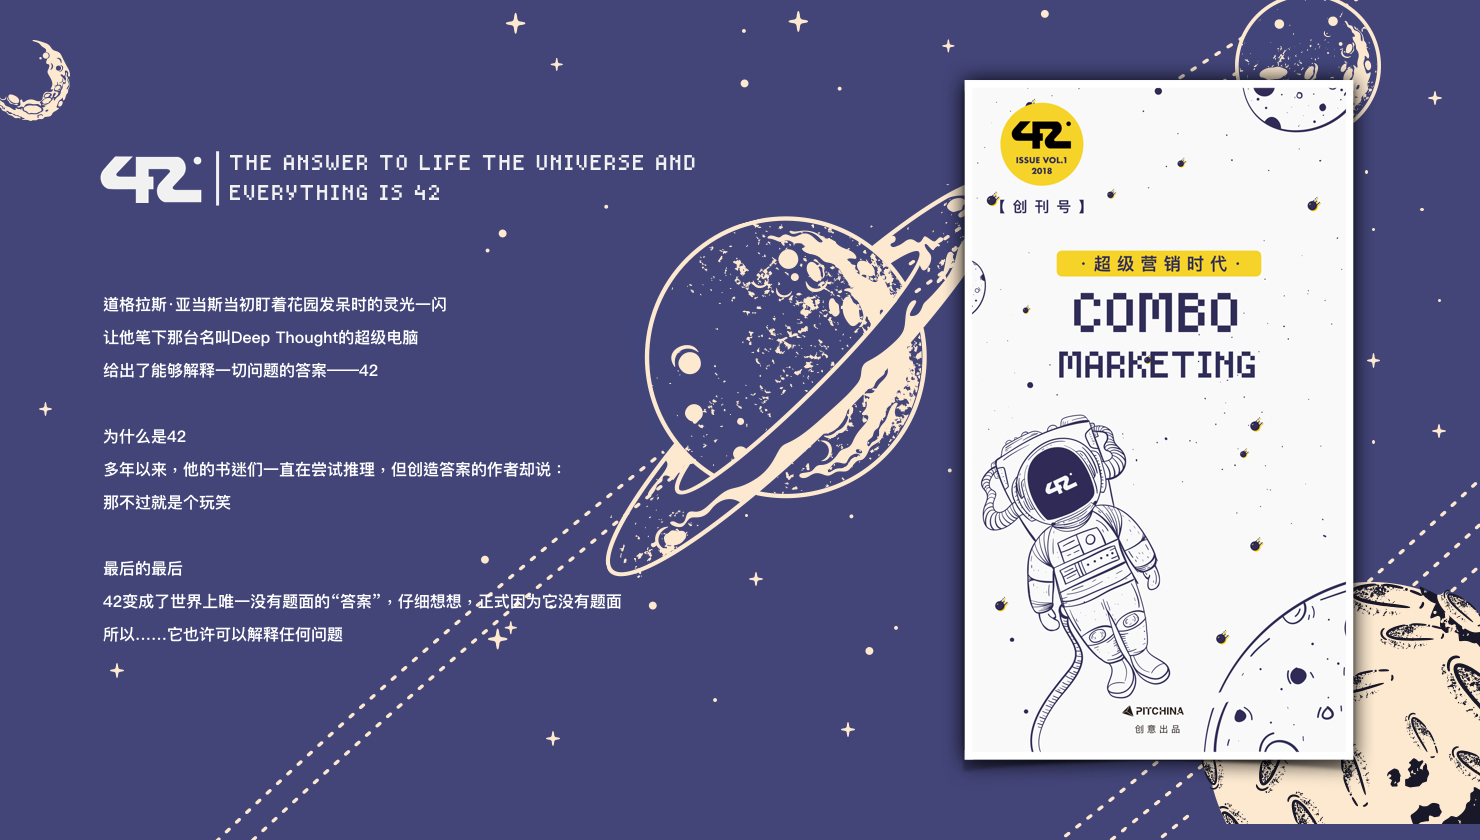 42
THE ANSWER TO LIFE THE UNIVERSE AND
EVERYTHING IS 42
道格拉斯·亚当斯当初盯着花园发呆时的灵光一闪
让他笔下那台名叫Deep Thought的超级电脑
给出了能够解释一切问题的答案——42
为什么是42
多年以来，他的书迷们一直在尝试推理，但创造答案的作者却说：
那不过就是个玩笑
最后的最后
42变成了世界上唯一没有题面的“答案”，仔细想想，正式因为它没有题面
所以……它也许可以解释任何问题
42
ISSUE VOL.1
2018
【创刊号】
·超级营销时代·
COMBO
MARKETING
42
PITCHINA
创意出品